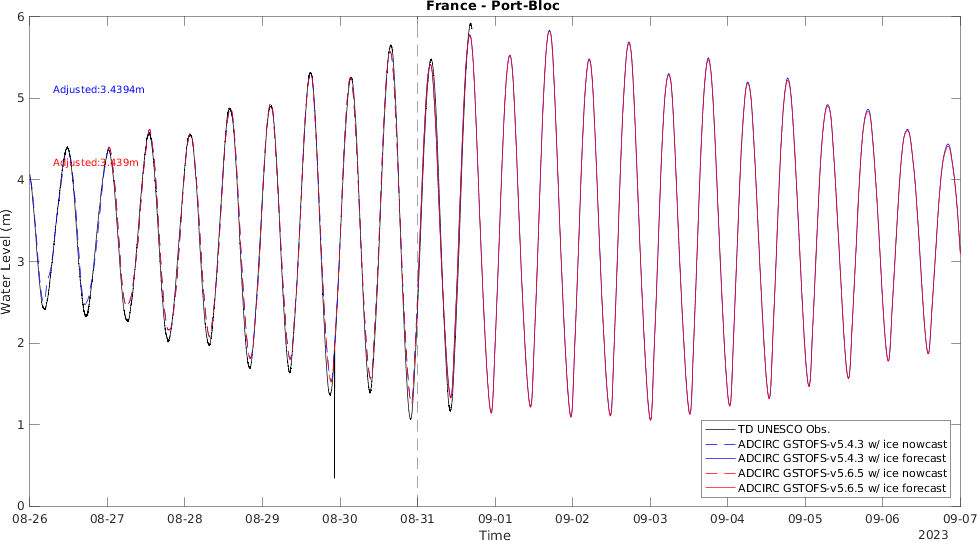 France - Port-Bloc
6
5
4
3
2
1
0
Water Level (m)
Adjusted:3.4394m
Adjusted:3.439m
TD UNESCO Obs.
ADCIRC GSTOFS-v5.4.3 w/ ice nowcast
ADCIRC GSTOFS-v5.4.3 w/ ice forecast
ADCIRC GSTOFS-v5.6.5 w/ ice nowcast
ADCIRC GSTOFS-v5.6.5 w/ ice forecast
08-26 08-27 08-28 08-29 08-30 08-31 09-01 09-02 09-03 09-04 09-05 09-06 09-07
Time
2023